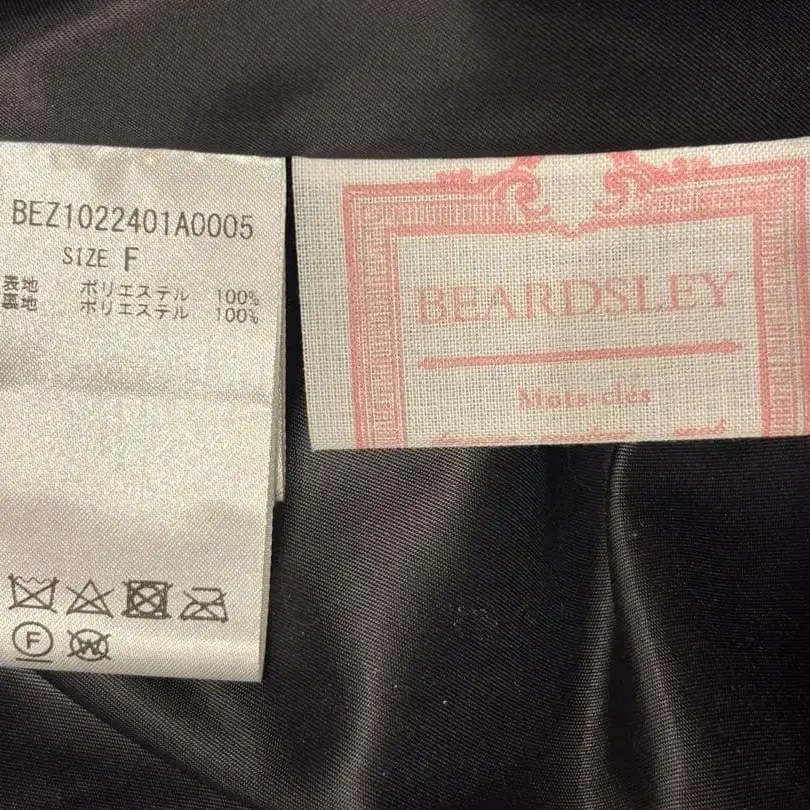 BEZ1022401A0005
SIZE F
表地 ポリエステル 100%
裏地 ポリエステル 100%
F
W
BEARDSLEY
Mots-clés